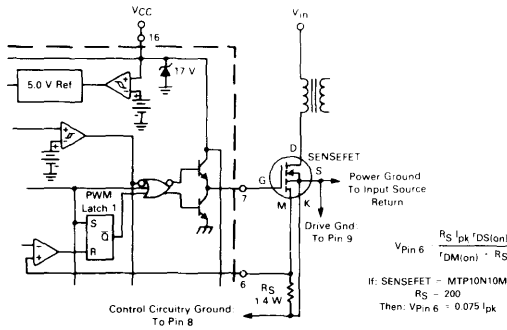 VCC
Vin
16
17 V
5.0 V Ref
+
−
+
−
D
SENSEFET
S
G
Power Ground
To Input Source
Return
7
M
K
PWM
Latch 1
S
Q
R
Drive Gnd
To Pin 9
VPin 6 = RS Ipk rDS(on)
rDM(on) + RS
−
+
6
RS
1/4 W
If: SENSEFET = MTP10N10M
RS = 200
Then: VPin 6 = 0.075 Ipk
Control Circuitry Ground
To Pin 8